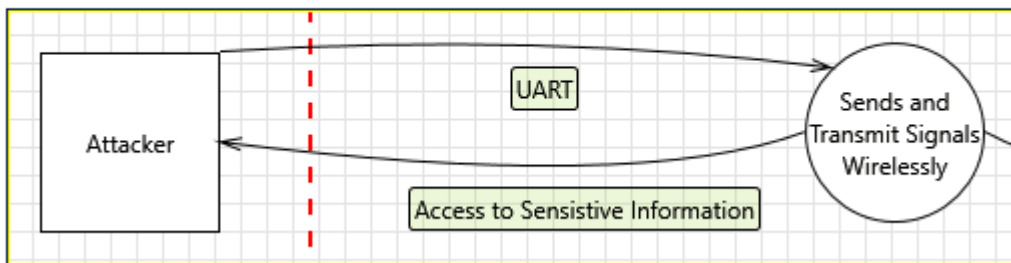 UART
Attacker
Sends and
Transmit Signals
Wirelessly
Access to Sensistive Information